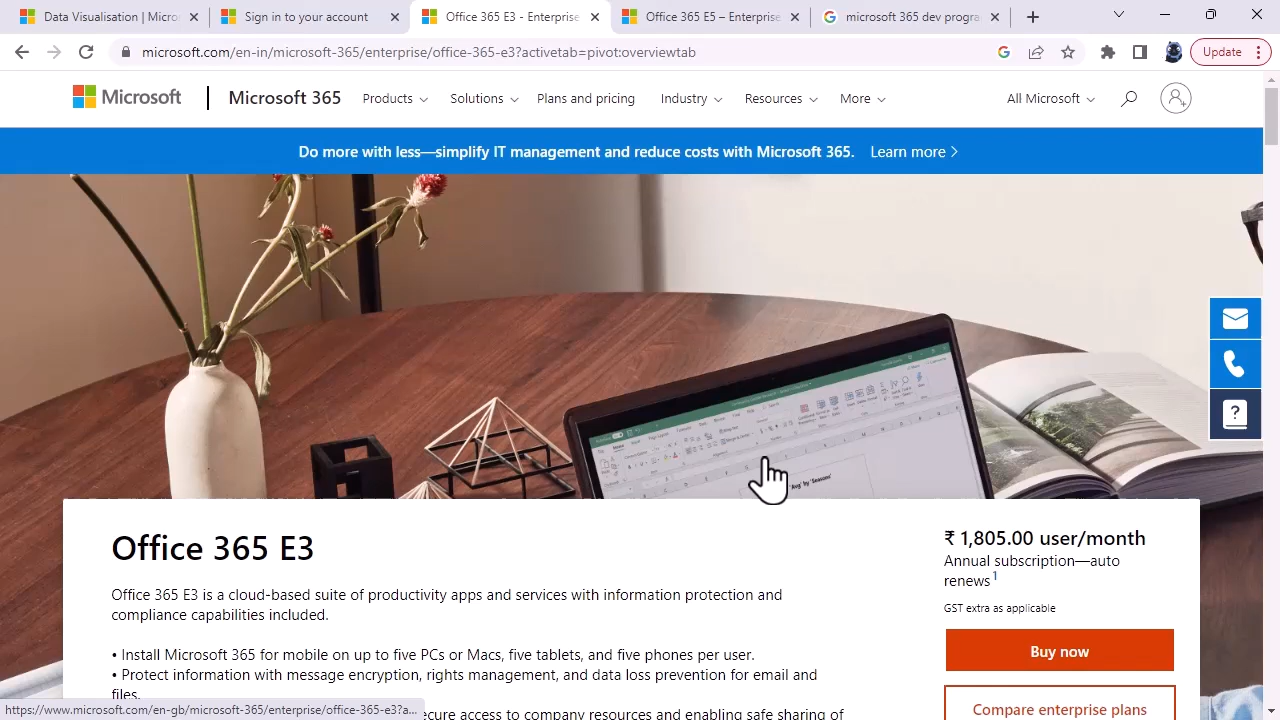 Data Visualisation | Micros
Sign in to your account
Office 365 E3 - Enterprise
Office 365 E5 – Enterprise
microsoft 365 dev progra
microsoft.com/en-in/microsoft-365/enterprise/office-365-e3?activetab=pivot:overviewtab
Update
Microsoft
Microsoft 365
Products
Solutions
Plans and pricing
Industry
Resources
More
All Microsoft
Do more with less—simplify IT management and reduce costs with Microsoft 365. Learn more >
'Avg' by 'Seasons'
Office 365 E3
Office 365 E3 is a cloud-based suite of productivity apps and services with information protection and
compliance capabilities included.
• Install Microsoft 365 for mobile on up to five PCs or Macs, five tablets, and five phones per user.
• Protect information with message encryption, rights management, and data loss prevention for email and
files.
ecure access to company resources and enabling safe sharing of
₹ 1,805.00 user/month
Annual subscription—auto
renews1
GST extra as applicable
Buy now
Compare enterprise plans
https://www.microsoft.com/en-gb/microsoft-365/enterprise/office-365-e3?a...